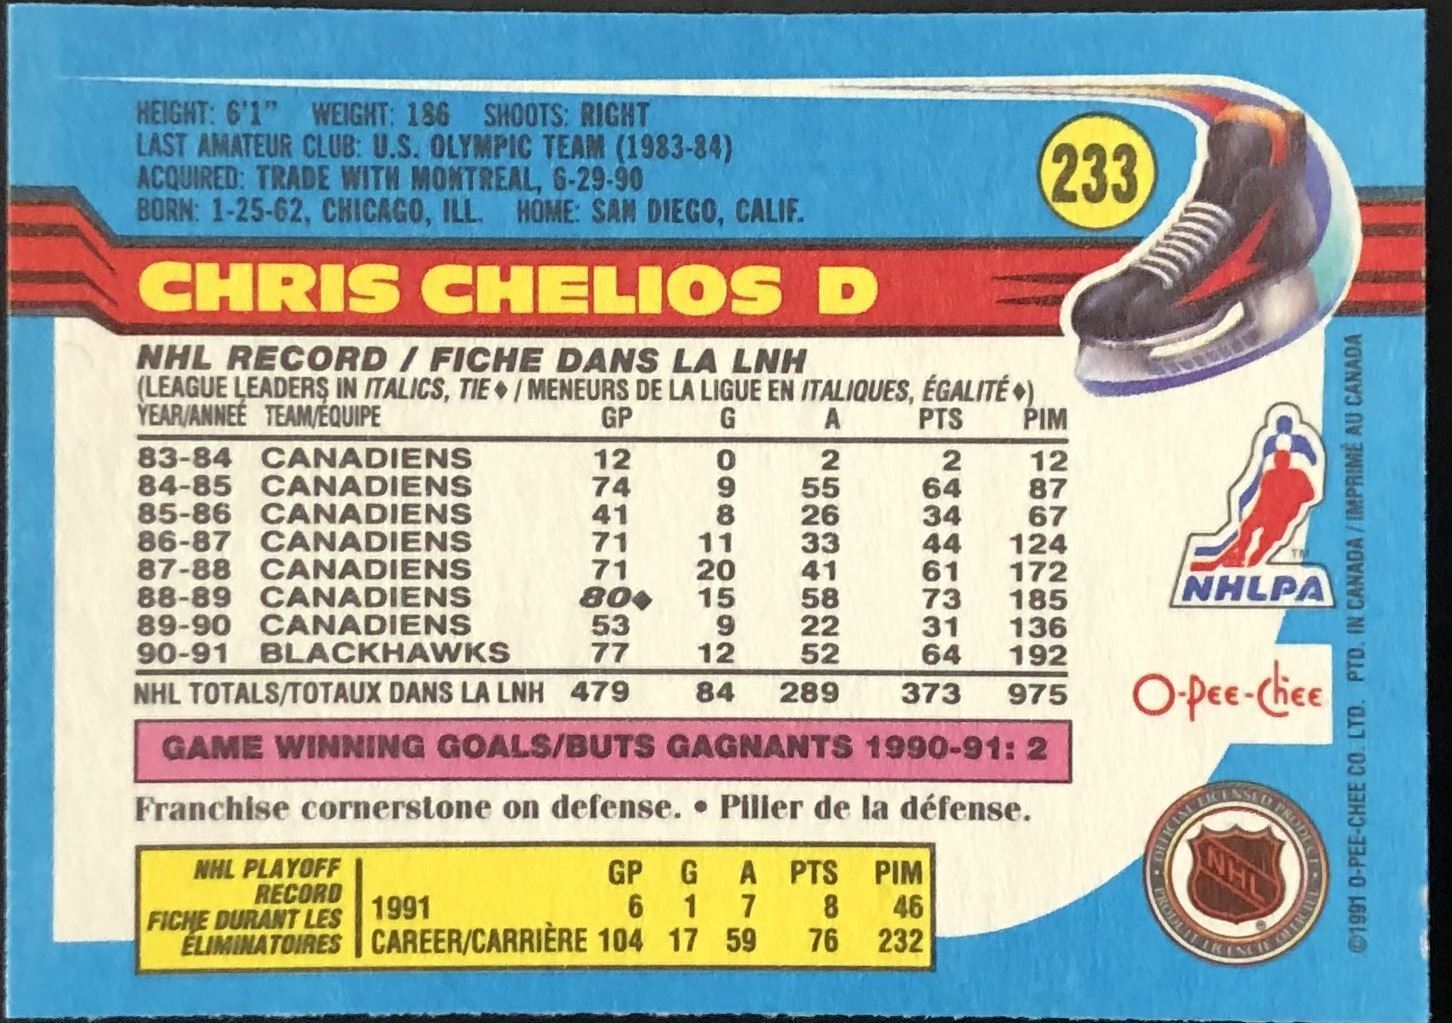 HEIGHT: 6'1" WEIGHT: 186 SHOOTS: RIGHT
LAST AMATEUR CLUB: U.S. OLYMPIC TEAM (1983-84)
ACQUIRED: TRADE WITH MONTREAL, 6-29-90
BORN: 1-25-62, CHICAGO, ILL. HOME: SAN DIEGO, CALIF.
233
CHRIS CHELIOS D
NHL RECORD / FICHE DANS LA LNH
(LEAGUE LEADERS IN ITALICS, TIE ♦ / MENEURS DE LA LIGUE EN ITALIQUES, ÉGALITÉ ♦)
YEAR/ANNEÉ TEAM/ÉQUIPE GP G A PTS PIM
83-84 CANADIENS 12 0 2 2 12
84-85 CANADIENS 74 9 55 64 87
85-86 CANADIENS 41 8 26 34 67
86-87 CANADIENS 71 11 33 44 124
87-88 CANADIENS 71 20 41 61 172
88-89 CANADIENS 80♦ 15 58 73 185
89-90 CANADIENS 53 9 22 31 136
90-91 BLACKHAWKS 77 12 52 64 192
NHL TOTALS/TOTAUX DANS LA LNH 479 84 289 373 975
GAME WINNING GOALS/BUTS GAGNANTS 1990-91: 2
Franchise cornerstone on defense. • Pilier de la défense.
NHL PLAYOFF
RECORD
FICHE DURANT LES
ÉLIMINATOIRES
GP G A PTS PIM
1991 6 1 7 8 46
CAREER/CARRIÈRE 104 17 59 76 232
TM
NHLPA
O-Pee-Chee
OFFICIAL LICENSED PRODUCT
NHL
®
PRODUIT LICENCIÉ OFFICIEL
©1991 O-PEE-CHEE CO. LTD. PTD. IN CANADA / IMPRIMÉ AU CANADA